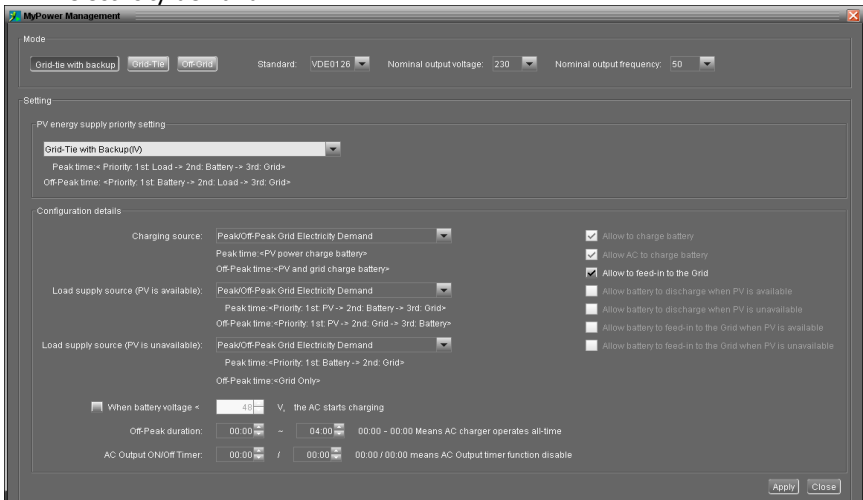 MyPower Management
Mode
Grid-tie with backup Grid-Tie Off-Grid Standard: VDE0126 Nominal output voltage: 230 Nominal output frequency: 50
Setting
PV energy supply priority setting
Grid-Tie with Backup(IV)
Peak time:< Priority: 1st: Load -> 2nd: Battery -> 3rd: Grid>
Off-Peak time: <Priority: 1st: Battery -> 2nd: Load -> 3rd: Grid>
Configuration details
Charging source: Peak/Off-Peak Grid Electricity Demand Allow to charge battery
Peak time:<PV power charge battery> Allow AC to charge battery
Off-Peak time:<PV and grid charge battery> Allow to feed-in to the Grid
Load supply source (PV is available): Peak/Off-Peak Grid Electricity Demand Allow battery to discharge when PV is available
Peak time:<Priority: 1st: PV -> 2nd: Battery -> 3rd: Grid> Allow battery to discharge when PV is unavailable
Off-Peak time:<Priority: 1st: PV -> 2nd: Grid -> 3rd: Battery> Allow battery to feed-in to the Grid when PV is available
Load supply source (PV is unavailable): Peak/Off-Peak Grid Electricity Demand Allow battery to feed-in to the Grid when PV is unavailable
Peak time:<Priority: 1st: Battery -> 2nd: Grid>
Off-Peak time:<Grid Only>
When battery voltage < 48 V, the AC starts charging
Off-Peak duration: 00:00 ~ 04:00 00:00 - 00:00 Means AC charger operates all-time
AC Output ON/Off Timer: 00:00 / 00:00 00:00 / 00:00 means AC Output timer function disable
Apply Close